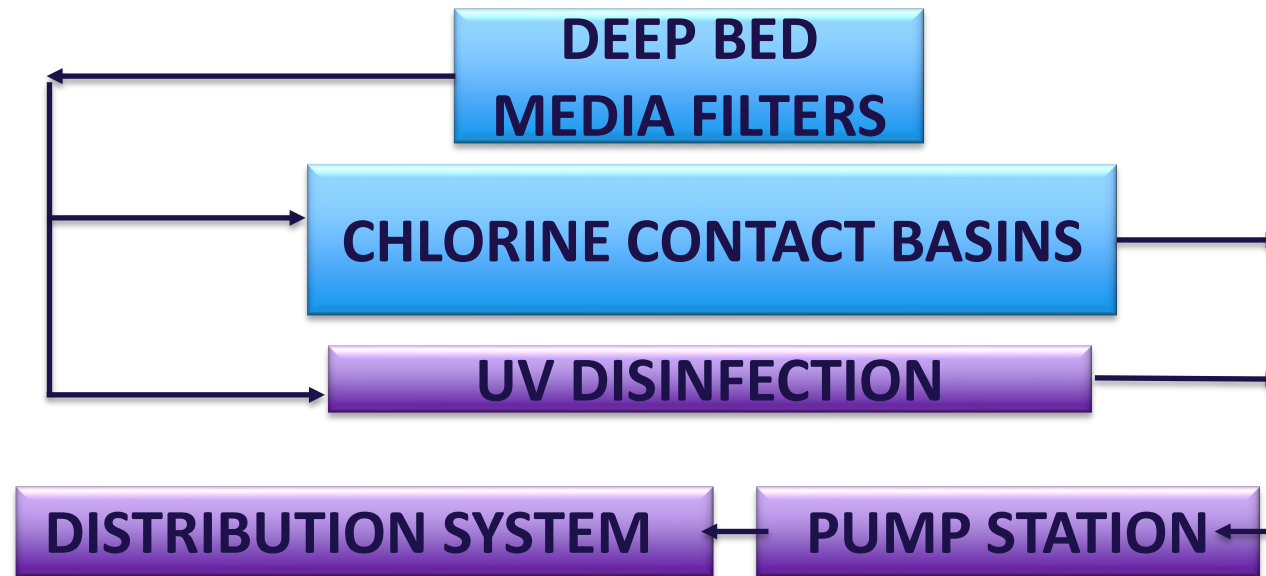 DEEP BED
MEDIA FILTERS
CHLORINE CONTACT BASINS
UV DISINFECTION
DISTRIBUTION SYSTEM
PUMP STATION